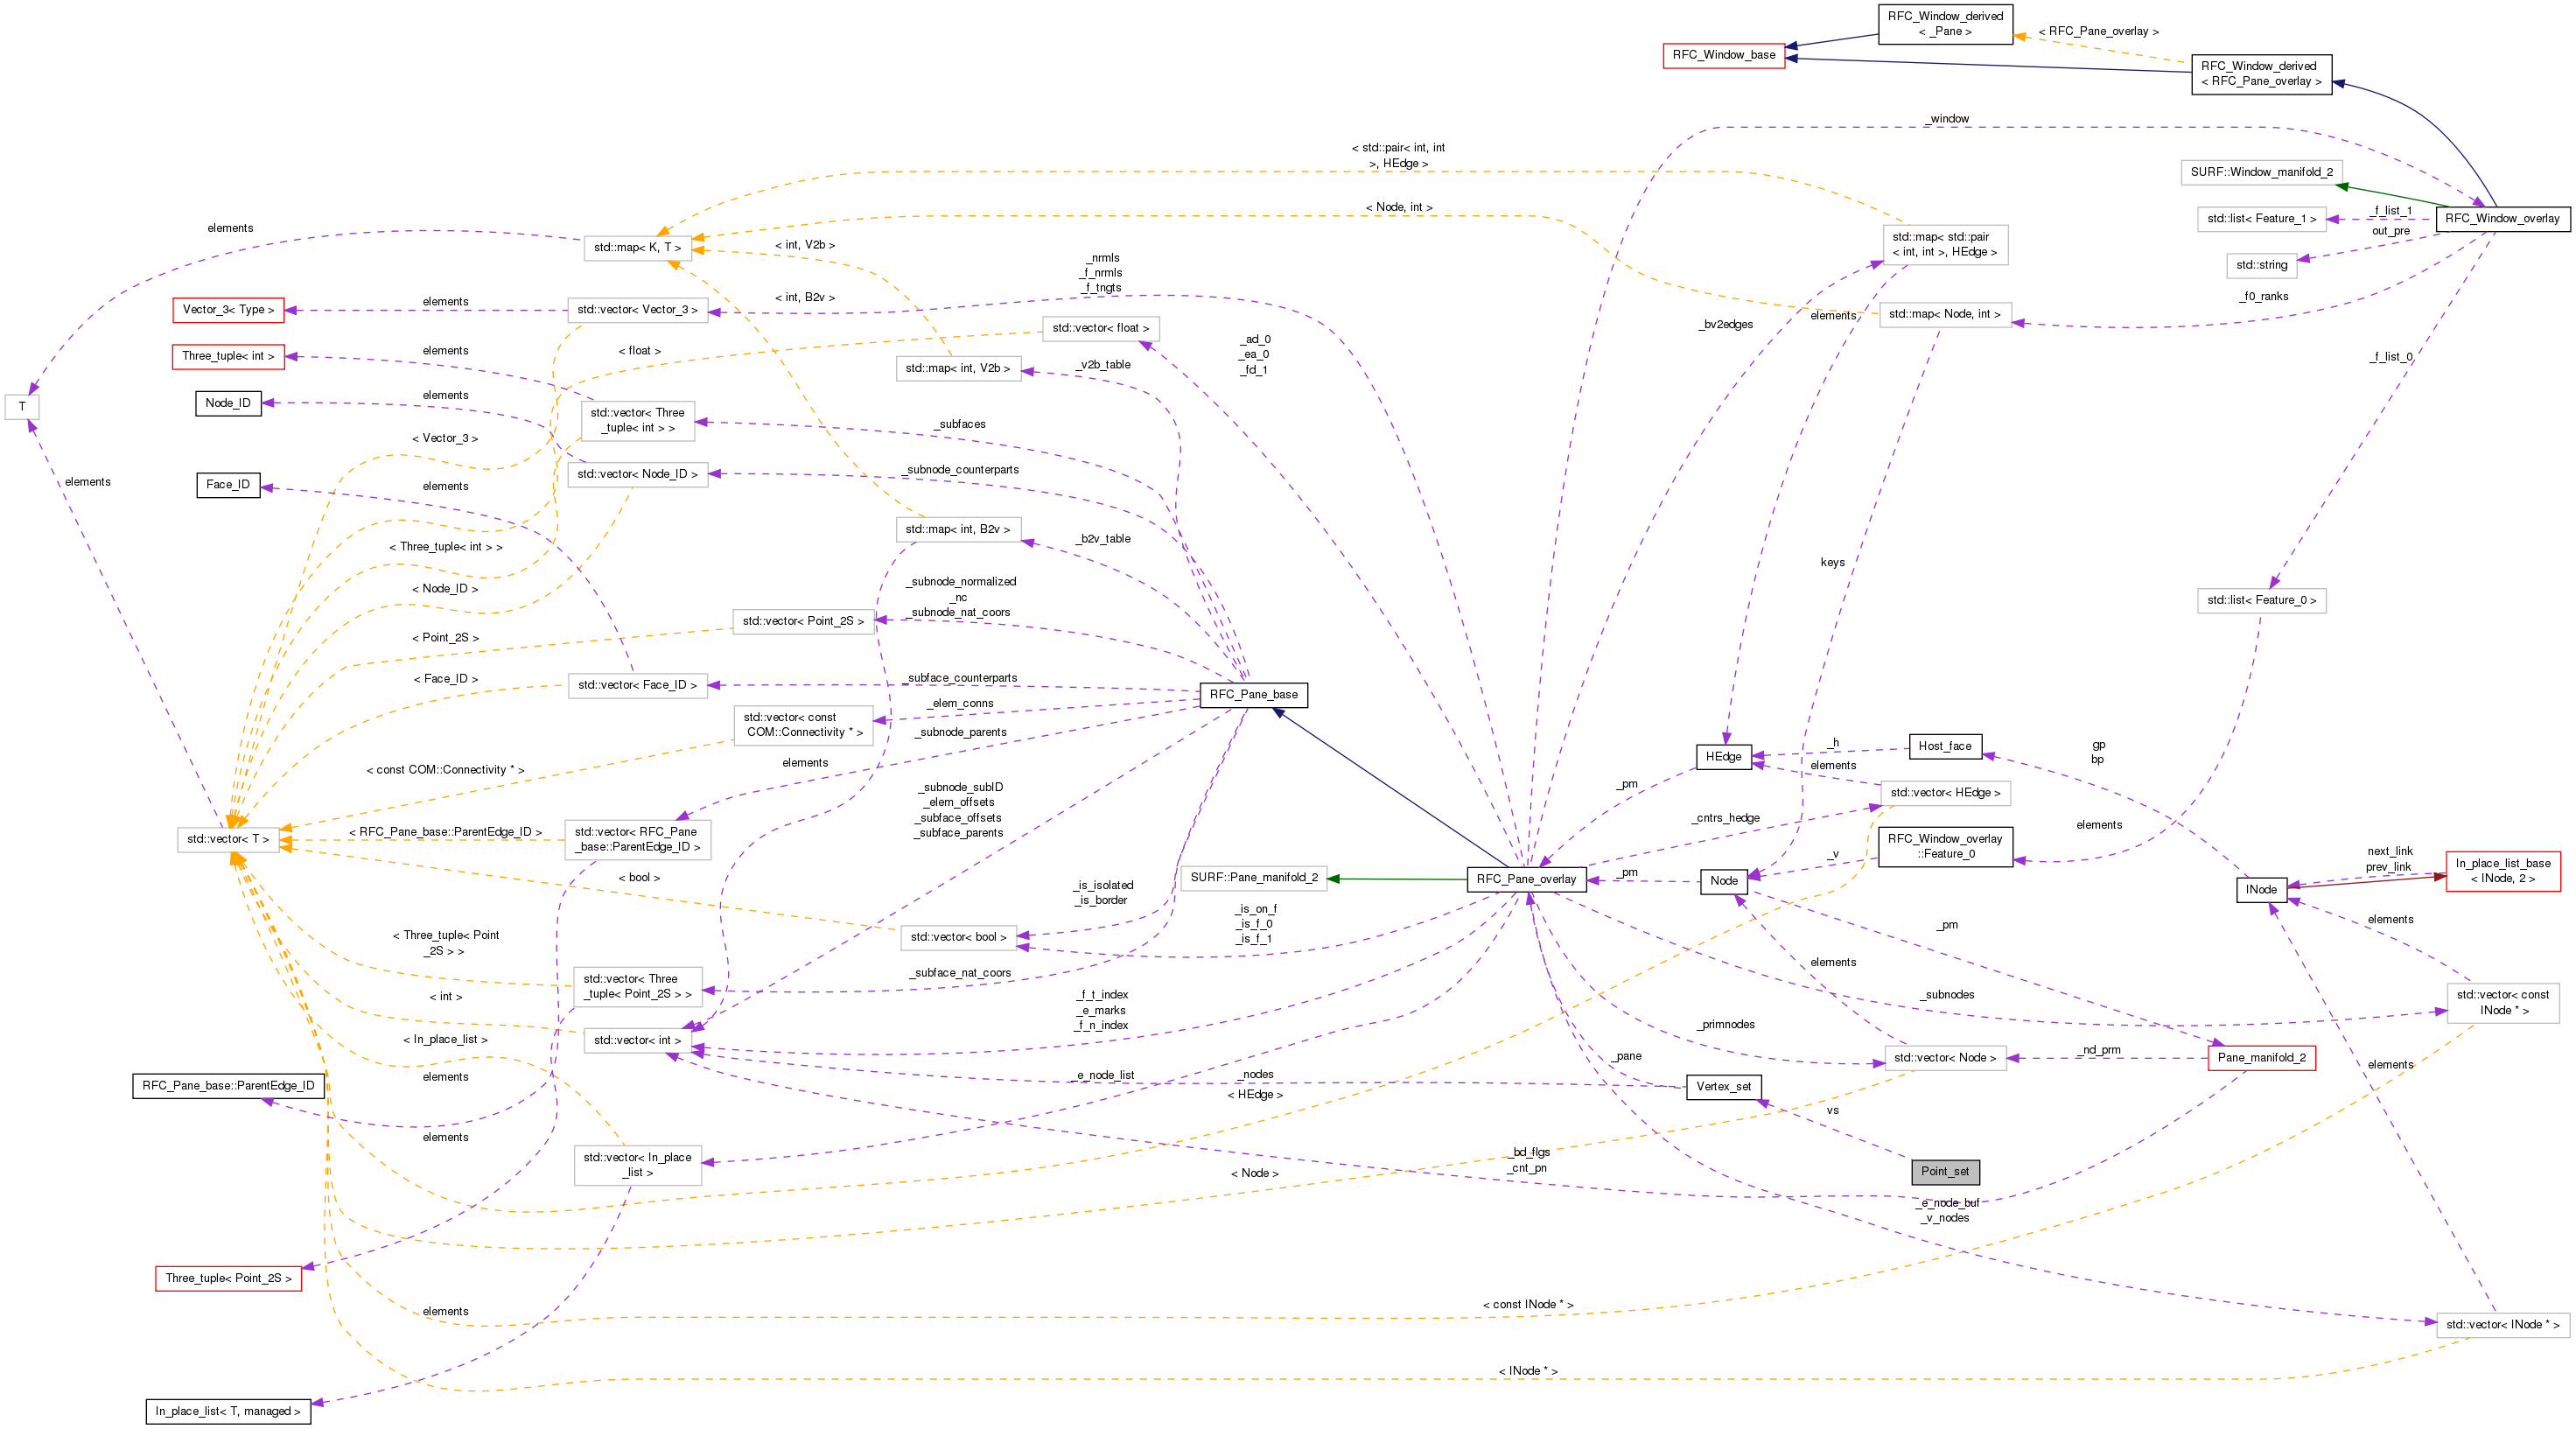 RFC_Window_derived
< _Pane >
< RFC_Pane_overlay >
RFC_Window_base
RFC_Window_derived
< RFC_Pane_overlay >
_window
< std::pair< int, int
>, HEdge >
SURF::Window_manifold_2
< Node, int >
_f_list_1
std::list< Feature_1 >
RFC_Window_overlay
elements
out_pre
std::map< K, T >
< int, V2b >
std::map< std::pair
< int, int >, HEdge >
_nrmls
_f_nrmls
_f_tngts
std::string
< int, B2v >
_f0_ranks
elements
Vector_3< Type >
std::vector< Vector_3 >
elements
std::map< Node, int >
_bv2edges
std::vector< float >
_ad_0
_ea_0
_fd_1
Three_tuple< int >
elements
< float >
std::map< int, V2b >
_v2b_table
_f_list_0
T
Node_ID
elements
std::vector< Three
_tuple< int > >
_subfaces
< Vector_3 >
elements
Face_ID
elements
std::vector< Node_ID >
_subnode_counterparts
std::map< int, B2v >
_b2v_table
< Three_tuple< int > >
keys
< Node_ID >
_subnode_normalized
_nc
_subnode_nat_coors
std::list< Feature_0 >
std::vector< Point_2S >
< Point_2S >
< Face_ID >
std::vector< Face_ID >
_subface_counterparts
RFC_Pane_base
_elem_conns
std::vector< const
COM::Connectivity * >
_subnode_parents
_h
Host_face
gp
bp
HEdge
elements
< const COM::Connectivity * >
elements
_pm
std::vector< HEdge >
_subnode_subID
_elem_offsets
_subface_offsets
_subface_parents
_cntrs_hedge
elements
std::vector< T >
< RFC_Pane_base::ParentEdge_ID >
std::vector< RFC_Pane
_base::ParentEdge_ID >
RFC_Window_overlay
::Feature_0
_v
next_link
prev_link
In_place_list_base
< INode, 2 >
< bool >
SURF::Pane_manifold_2
RFC_Pane_overlay
_pm
Node
INode
_is_isolated
_is_border
elements
_is_on_f
_is_f_0
_is_f_1
_pm
std::vector< bool >
< Three_tuple< Point
_2S > >
elements
std::vector< Three
_tuple< Point_2S > >
_subface_nat_coors
std::vector< const
INode * >
_subnodes
< int >
_f_t_index
_e_marks
_f_n_index
_primnodes
< In_place_list >
std::vector< int >
_pane
std::vector< Node >
_nd_prm
Pane_manifold_2
elements
RFC_Pane_base::ParentEdge_ID
elements
_e_node_list
_nodes
Vertex_set
< HEdge >
vs
elements
_bd_flgs
_cnt_pn
std::vector< In_place
_list >
< Node >
Point_set
_e_node_buf
_v_nodes
Three_tuple< Point_2S >
elements
< const INode * >
std::vector< INode * >
< INode * >
In_place_list< T, managed >